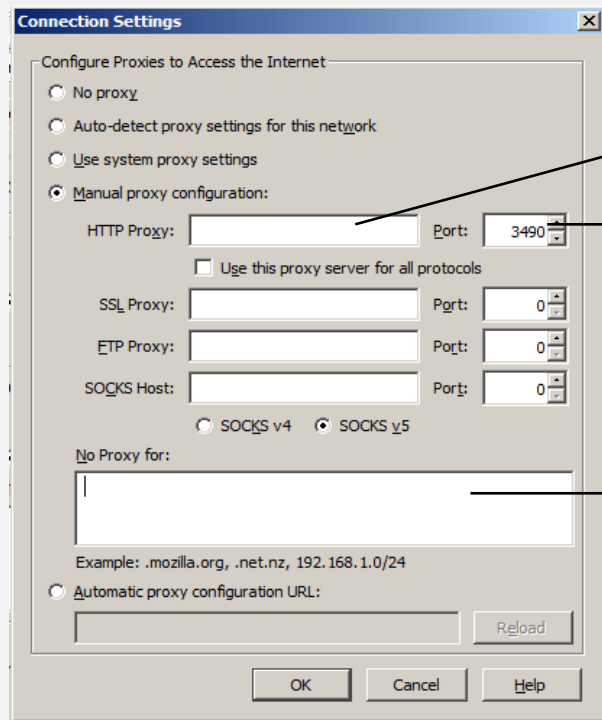 Connection Settings
Configure Proxies to Access the Internet
No proxy
Auto-detect proxy settings for this network
Use system proxy settings
Manual proxy configuration:
HTTP Proxy: Port: 3490
Use this proxy server for all protocols
SSL Proxy: Port: 0
FTP Proxy: Port: 0
SOCKS Host: Port: 0
SOCKS v4 SOCKS v5
No Proxy for:
Example: .mozilla.org, .net.nz, 192.168.1.0/24
Automatic proxy configuration URL:
Reload
OK Cancel Help